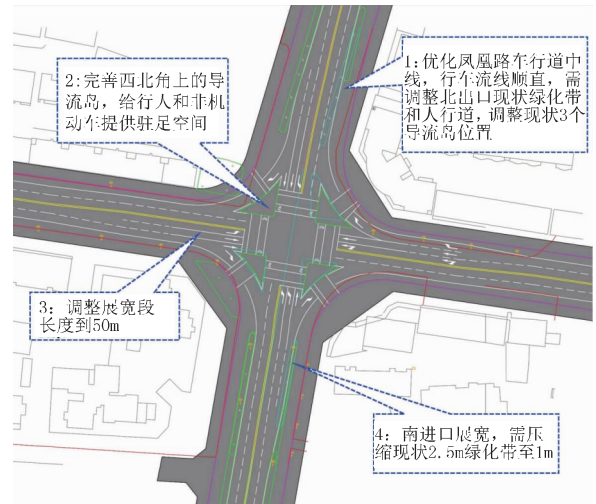 1:优化凤凰路车行道中
线，行车流线顺直，需
调整北出口现状绿化带
和人行道，调整现状3个
导流岛位置
2:完善西北角上的导
流岛，给行人和非机
动车提供驻足空间
3：调整展宽段
长度到50m
4：南进口展宽，需压
缩现状2.5m绿化带至1m